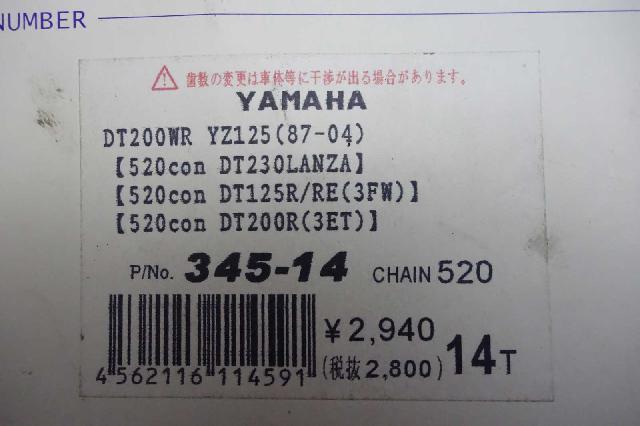 NUMBER
歯数の変更は車体等に干渉が出る場合があります。
YAMAHA
DT200WR YZ125(87-04)
【520con DT230LANZA】
【520con DT125R/RE(3FW)】
【520con DT200R(3ET)】
P/No. 345-14 CHAIN 520
¥2,940
(税抜2,800) 14T
4562116 114591